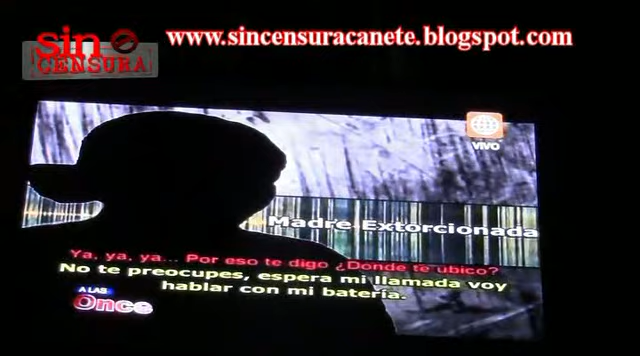 sin
CENSURA
www.sincensuracanete.blogspot.com
VIVO
Madre Extorcionada
Ya, ya, ya... Por eso te digo ¿Donde te ubico?
No te preocupes, espera mi llamada voy
hablar con mi batería.
A LAS
Once